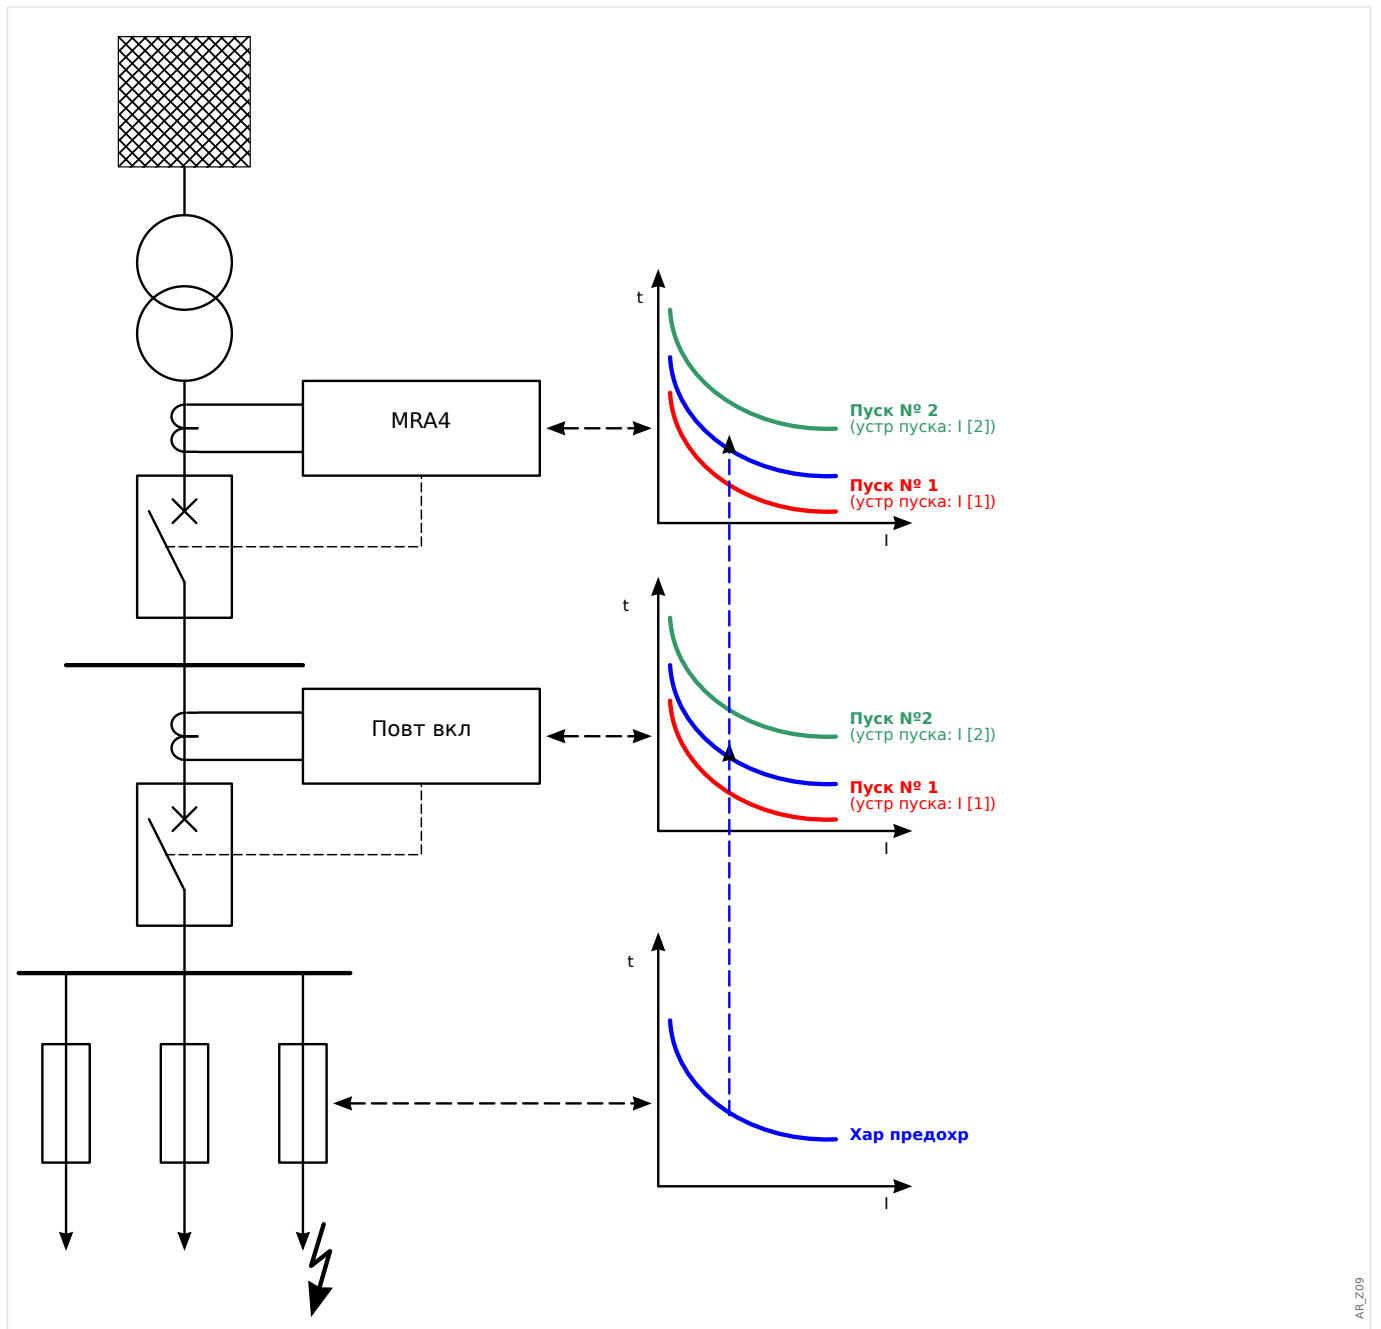 t
MRA4
Пуск № 2
(устр пуска: I [2])
Пуск № 1
(устр пуска: I [1])
I
t
Повт вкл
Пуск №2
(устр пуска: I [2])
Пуск № 1
(устр пуска: I [1])
I
t
Хар предохр
I
AR_Z09